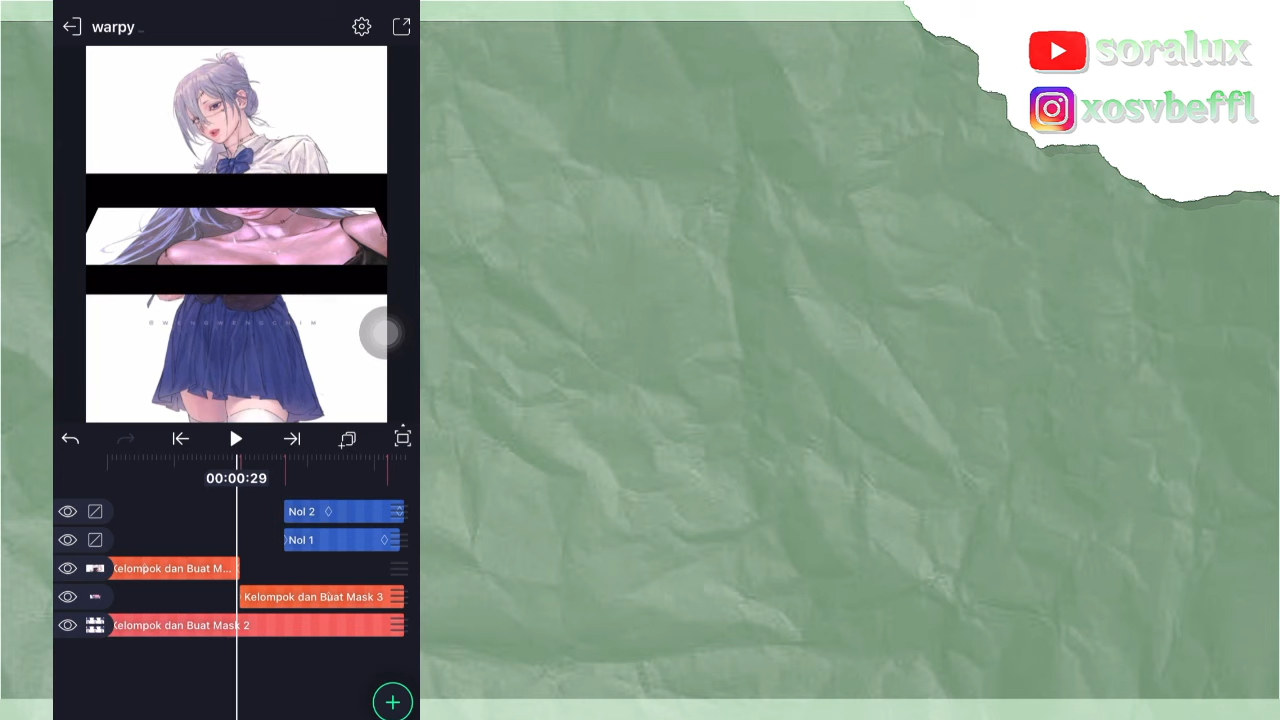 warpy
soralux
xosvbeffl
@WANGWENGCHIM
00:00:29
Nol 2
Nol 1
Kelompok dan Buat M...
Kelompok dan Buat Mask 3
Kelompok dan Buat Mask 2